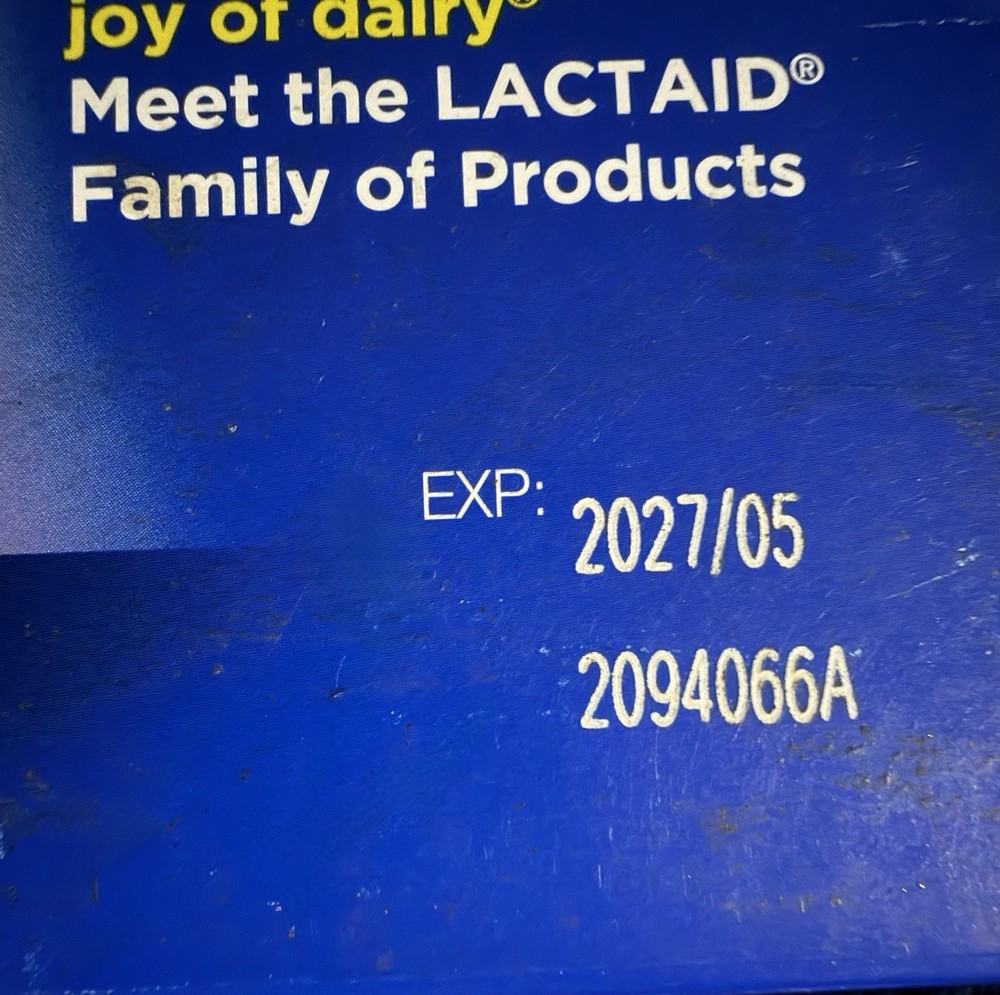 joy of dairy®
Meet the LACTAID®
Family of Products
EXP: 2027/05
2094066A